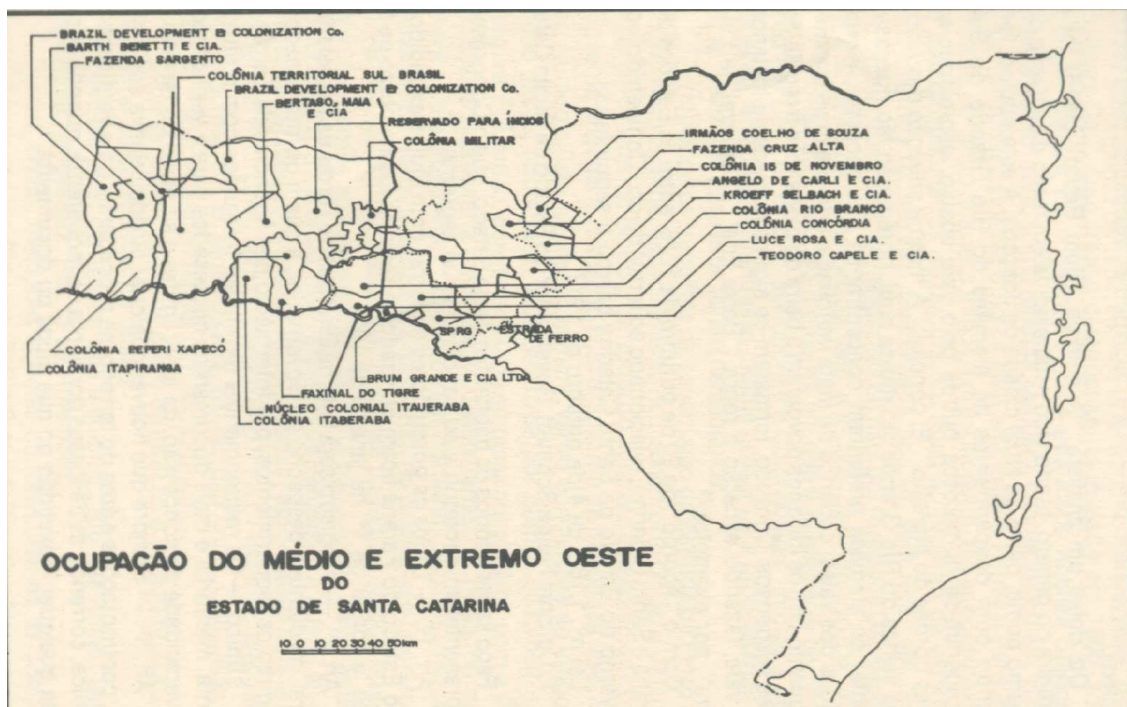 BRAZIL DEVELOPMENT & COLONIZATION Co.
BARTH BENETTI E CIA.
FAZENDA SARGENTO
COLÔNIA TERRITORIAL SUL BRASIL
BRAZIL DEVELOPMENT & COLONIZATION Co.
BERTASO, MAIA
E CIA
RESERVADO PARA ÍNDIOS
COLÔNIA MILITAR
IRMÃOS COELHO DE SOUZA
FAZENDA CRUZ ALTA
COLÔNIA 15 DE NOVEMBRO
ANGELO DE CARLI E CIA.
KROEFF SELBACH E CIA.
COLÔNIA RIO BRANCO
COLÔNIA CONCÓRDIA
LUCE ROSA E CIA.
TEODORO CAPELE E CIA.
SPRG
ESTRADA
DE FERRO
COLÔNIA PEPERI XAPECÓ
COLÔNIA ITAPIRANGA
BRUM GRANDE E CIA LTDA
FAXINAL DO TIGRE
NÚCLEO COLONIAL ITAUERABA
COLÔNIA ITABERABA
OCUPAÇÃO DO MÉDIO E EXTREMO OESTE
DO
ESTADO DE SANTA CATARINA
10 0 10 20 30 40 50km